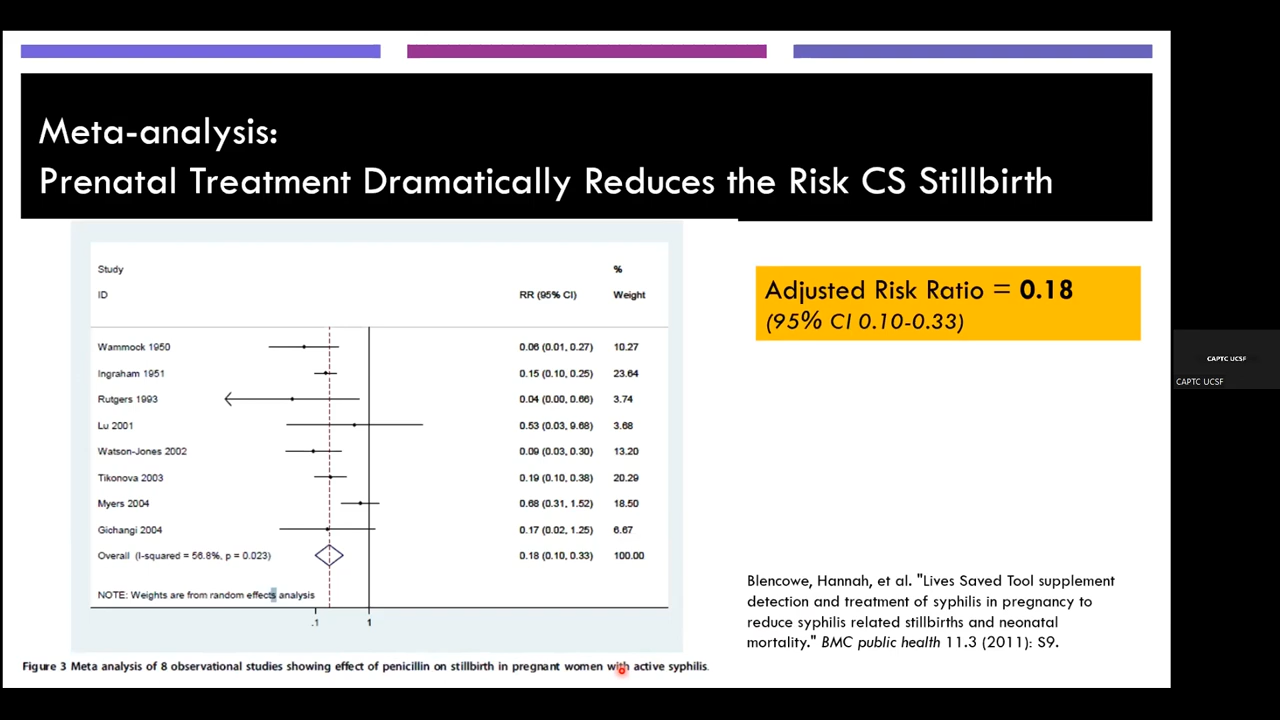 Meta-analysis:
Prenatal Treatment Dramatically Reduces the Risk CS Stillbirth
Study %
ID RR (95% CI) Weight
Wammock 1950 0.06 (0.01, 0.27) 10.27
Ingraham 1951 0.15 (0.10, 0.25) 23.64
Rutgers 1993 0.04 (0.00, 0.66) 3.74
Lu 2001 0.53 (0.03, 9.68) 3.68
Watson-Jones 2002 0.09 (0.03, 0.30) 13.20
Tikonova 2003 0.19 (0.10, 0.38) 20.29
Myers 2004 0.68 (0.31, 1.52) 18.50
Gichangi 2004 0.17 (0.02, 1.25) 6.67
Overall (I-squared = 56.8%, p = 0.023) 0.18 (0.10, 0.33) 100.00
NOTE: Weights are from random effects analysis
.1 1
Figure 3 Meta analysis of 8 observational studies showing effect of penicillin on stillbirth in pregnant women with active syphilis.
Adjusted Risk Ratio = 0.18
(95% CI 0.10-0.33)
Blencowe, Hannah, et al. "Lives Saved Tool supplement
detection and treatment of syphilis in pregnancy to
reduce syphilis related stillbirths and neonatal
mortality." BMC public health 11.3 (2011): S9.
CAPTC UCSF
CAPTC UCSF